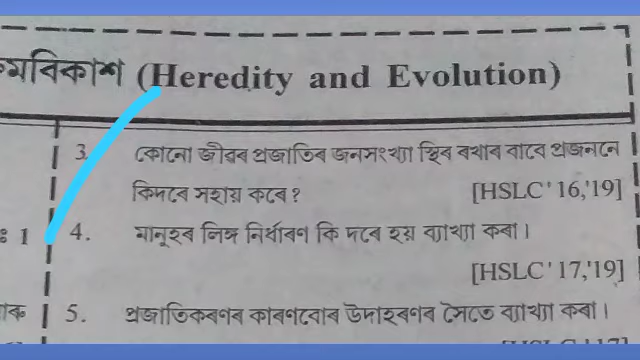 ক্ৰমবিকাশ (Heredity and Evolution)
3. কোনো জীৱৰ প্ৰজাতিৰ জনসংখ্যা স্থিৰ ৰখাৰ বাবে প্ৰজননে
কিদৰে সহায় কৰে? [HSLC'16,'19]
ঃ 1
4. মানুহৰ লিঙ্গ নিৰ্ধাৰণ কি দৰে হয় ব্যাখ্যা কৰা।
[HSLC'17,'19]
5. প্ৰজাতিকৰণৰ কাৰণবোৰ উদাহৰণৰ সৈতে ব্যাখ্যা কৰা।